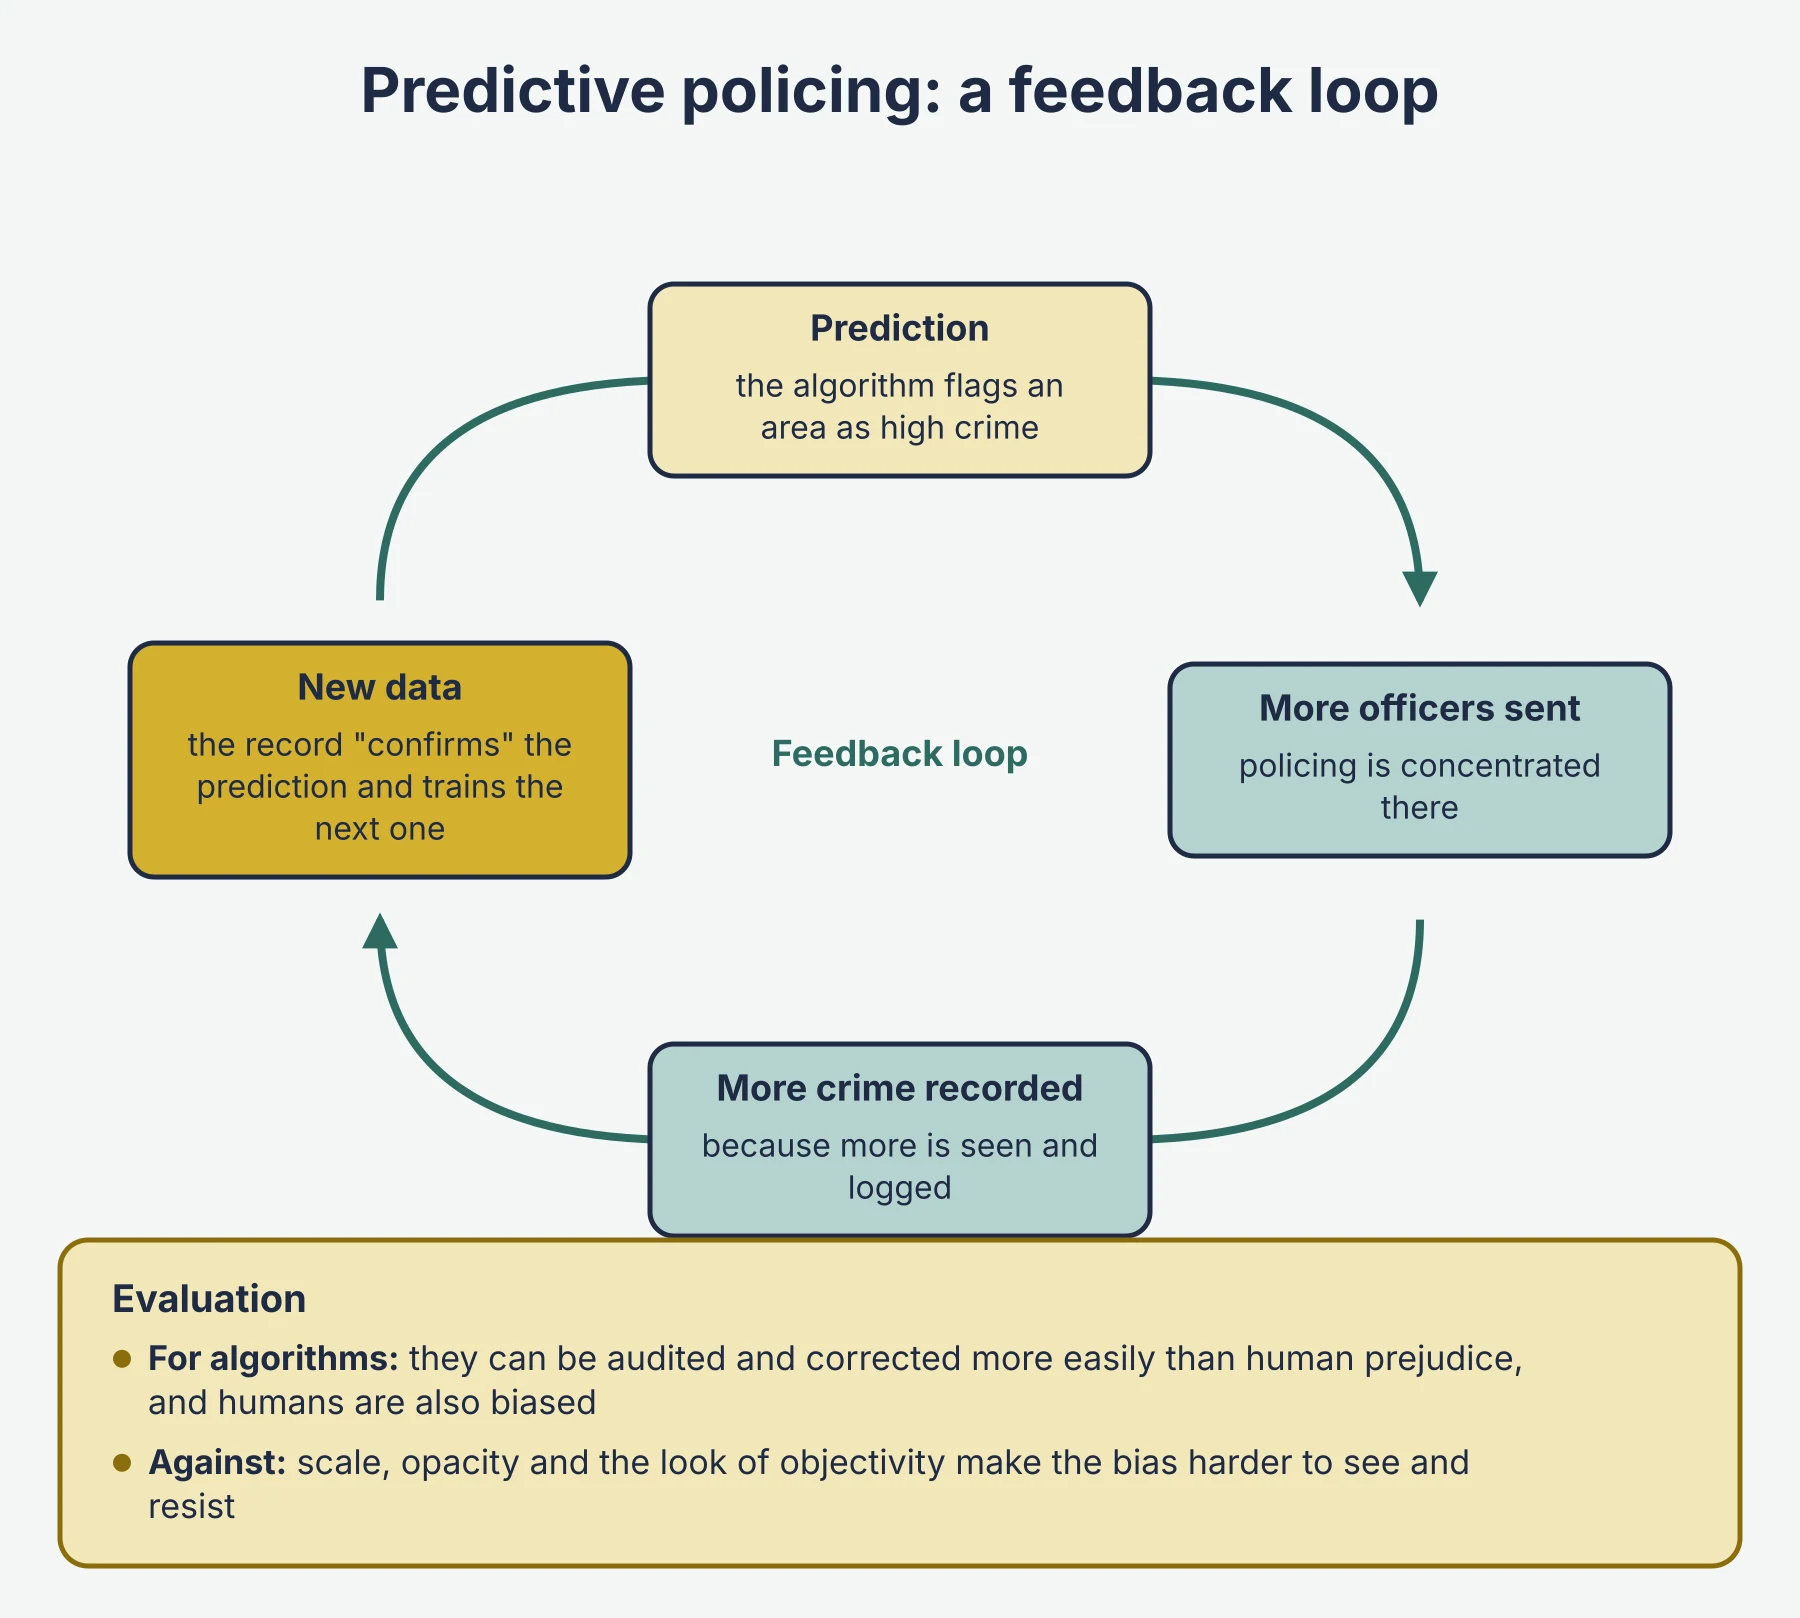 Predictive policing: a feedback loop
Prediction
the algorithm flags an
area as high crime
New data
the record "confirms" the
prediction and trains the
next one
Feedback loop
More officers sent
policing is concentrated
there
More crime recorded
because more is seen and
logged
Evaluation
For algorithms: they can be audited and corrected more easily than human prejudice,
and humans are also biased
Against: scale, opacity and the look of objectivity make the bias harder to see and
resist